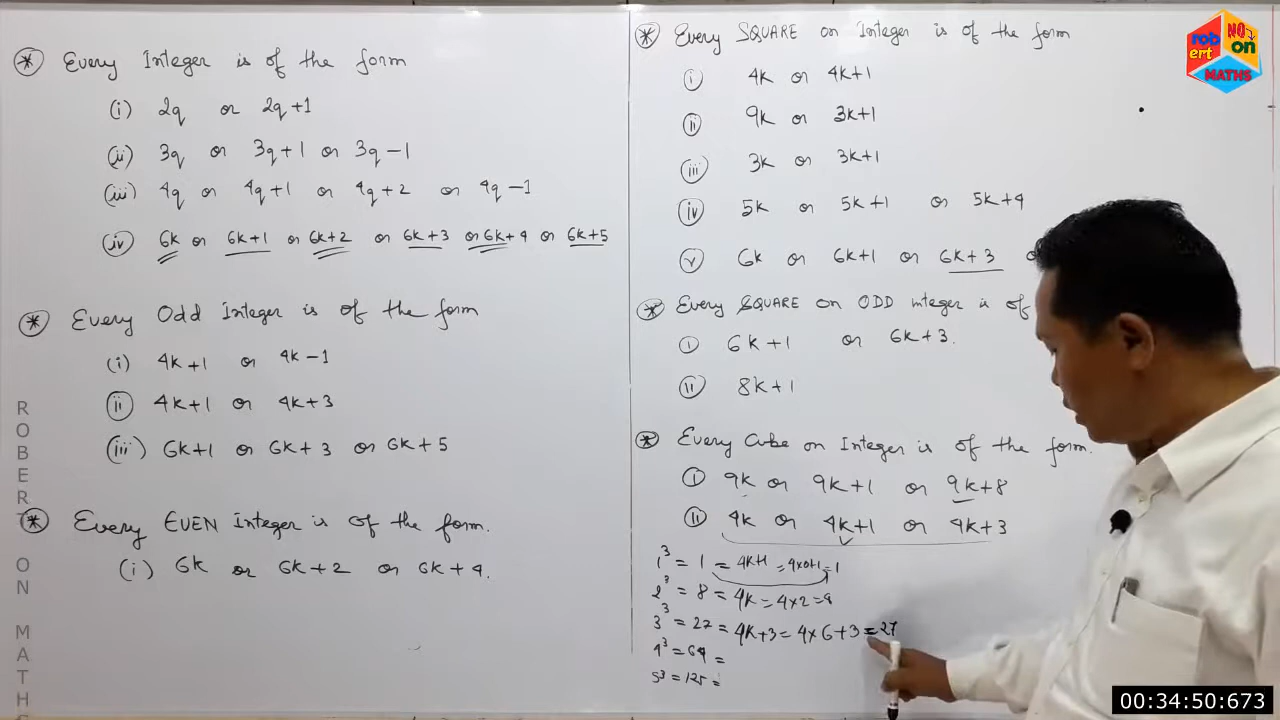 * Every Integer is of the form
(i) 2q or 2q+1
(ii) 3q or 3q+1 or 3q-1
(iii) 4q or 4q+1 or 4q+2 or 4q-1
(iv) 6k or 6k+1 or 6k+2 or 6k+3 or 6k+4 or 6k+5
* Every Odd Integer is of the form
(i) 4k+1 or 4k-1
(ii) 4k+1 or 4k+3
(iii) 6k+1 or 6k+3 or 6k+5
* Every EVEN Integer is of the form.
(i) 6k or 6k+2 or 6k+4.
* Every SQUARE on Integer is of the form
(i) 4k or 4k+1
(ii) 9k or 3k+1
(iii) 3k or 3k+1
(iv) 5k or 5k+1 or 5k+4
(v) 6k or 6k+1 or 6k+3
* Every SQUARE on ODD integer is of
(i) 6k+1 or 6k+3.
(ii) 8k+1
* Every Cube on Integer is of the form.
(i) 9k or 9k+1 or 9k+8
(ii) 4k or 4k+1 or 4k+3
1³ = 1 = 4k+1 = 4x0+1=1
2³ = 8 = 4k = 4x2=8
3³ = 27 = 4k+3 = 4x6+3=27
4³ = 64 =
5³ = 125 =
robert NO on MATHS
ROBERT ON MATHS
00:34:50:673